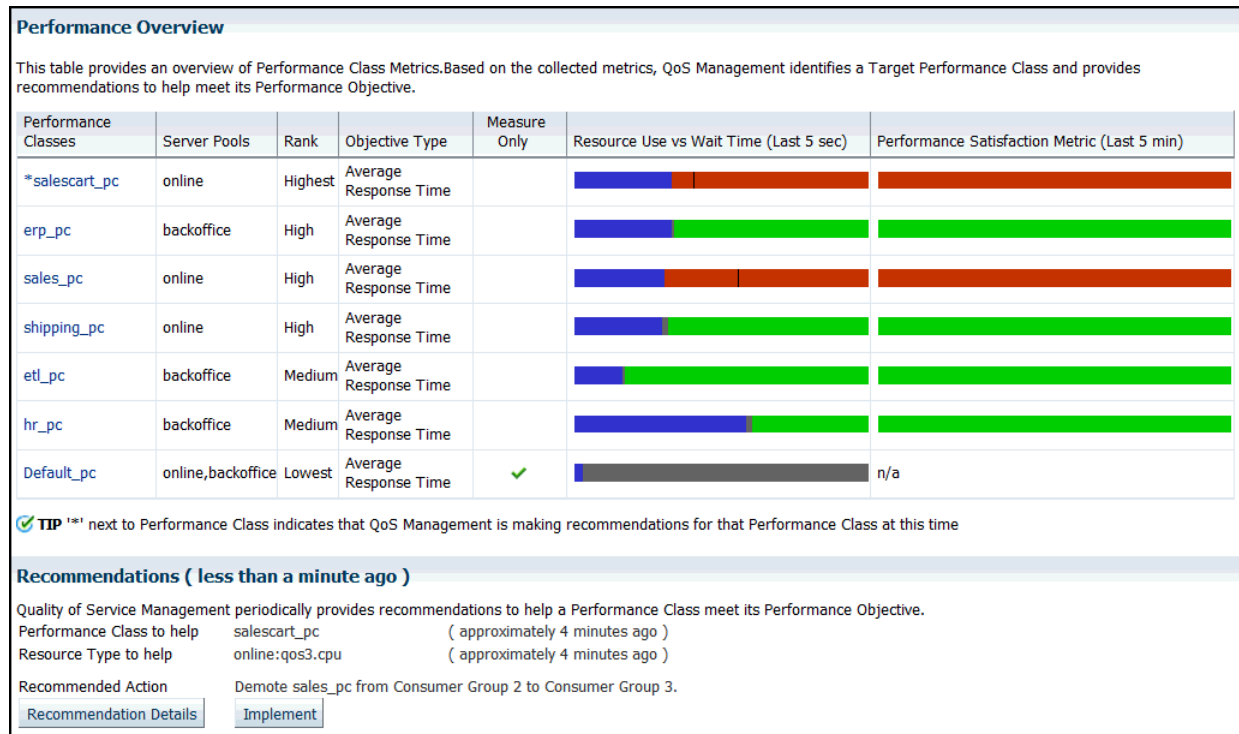 Performance Overview
This table provides an overview of Performance Class Metrics.Based on the collected metrics, QoS Management identifies a Target Performance Class and provides
recommendations to help meet its Performance Objective.
Performance Classes Server Pools Rank Objective Type Measure Only Resource Use vs Wait Time (Last 5 sec) Performance Satisfaction Metric (Last 5 min)
*salescart_pc online Highest Average Response Time
erp_pc backoffice High Average Response Time
sales_pc online High Average Response Time
shipping_pc online High Average Response Time
etl_pc backoffice Medium Average Response Time
hr_pc backoffice Medium Average Response Time
Default_pc online,backoffice Lowest Average Response Time n/a
TIP '*' next to Performance Class indicates that QoS Management is making recommendations for that Performance Class at this time
Recommendations ( less than a minute ago )
Quality of Service Management periodically provides recommendations to help a Performance Class meet its Performance Objective.
Performance Class to help salescart_pc ( approximately 4 minutes ago )
Resource Type to help online:qos3.cpu ( approximately 4 minutes ago )
Recommended Action Demote sales_pc from Consumer Group 2 to Consumer Group 3.
Recommendation Details Implement